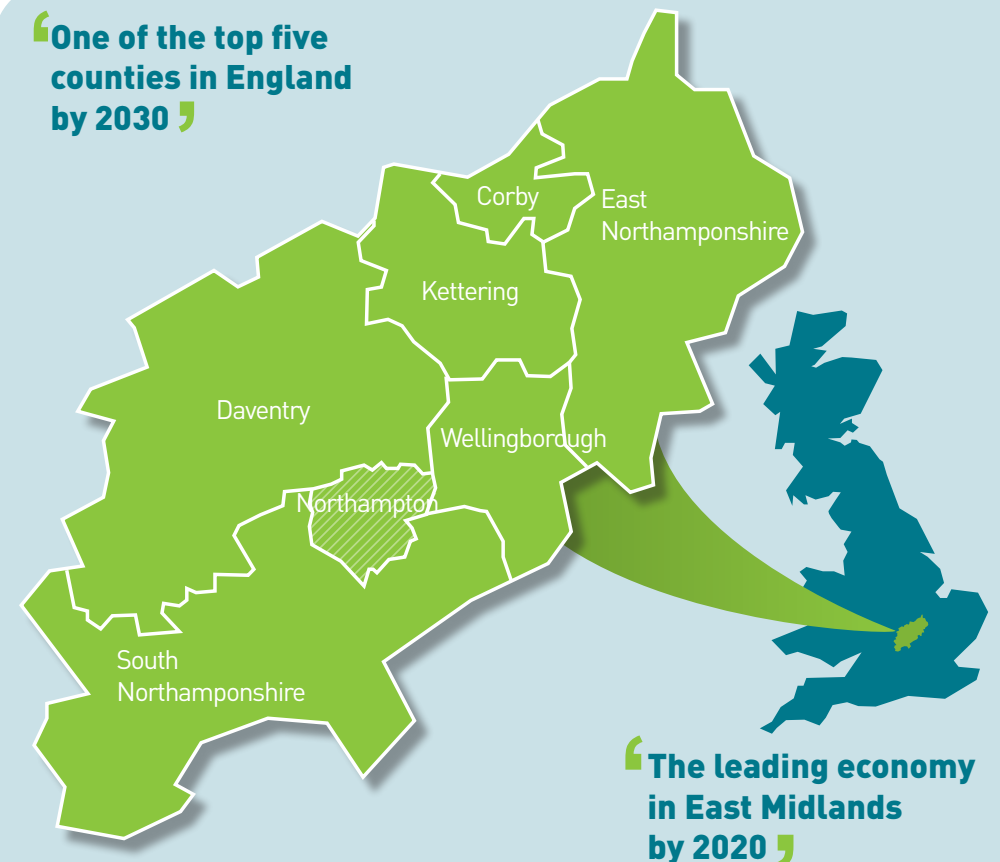 ‘One of the top five
counties in England
by 2030 ’
Corby
East
Northamponshire
Kettering
Daventry
Wellingborough
Northampton
South
Northamponshire
‘The leading economy
in East Midlands
by 2020 ’